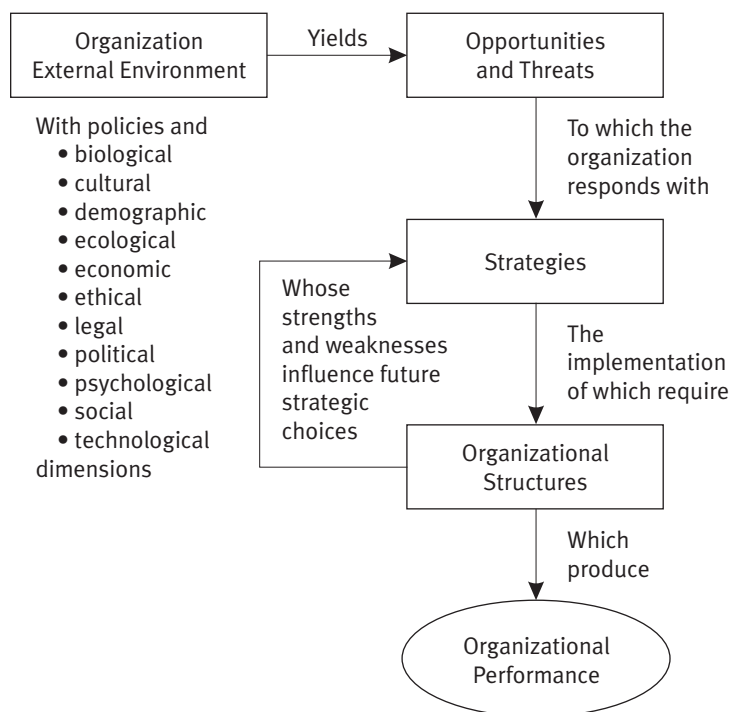 Organization
External Environment
Yields
Opportunities
and Threats
With policies and
• biological
• cultural
• demographic
• ecological
• economic
• ethical
• legal
• political
• psychological
• social
• technological
dimensions
To which the
organization
responds with
Strategies
Whose
strengths
and weaknesses
influence future
strategic
choices
The
implementation
of which require
Organizational
Structures
Which
produce
Organizational
Performance